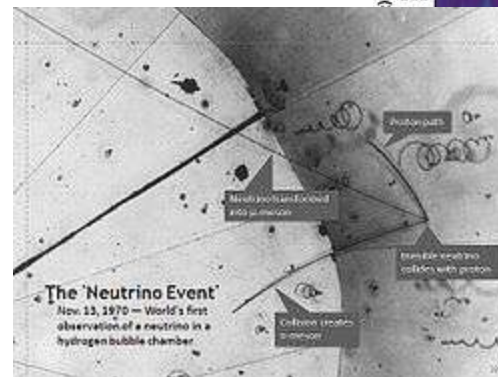 Proton path
Neutrino transformed
into μ-meson
Invisible neutrino
collides with proton
The 'Neutrino Event'
Nov. 13, 1970 — World's first
observation of a neutrino in a
hydrogen bubble chamber
Collision creates
π-meson